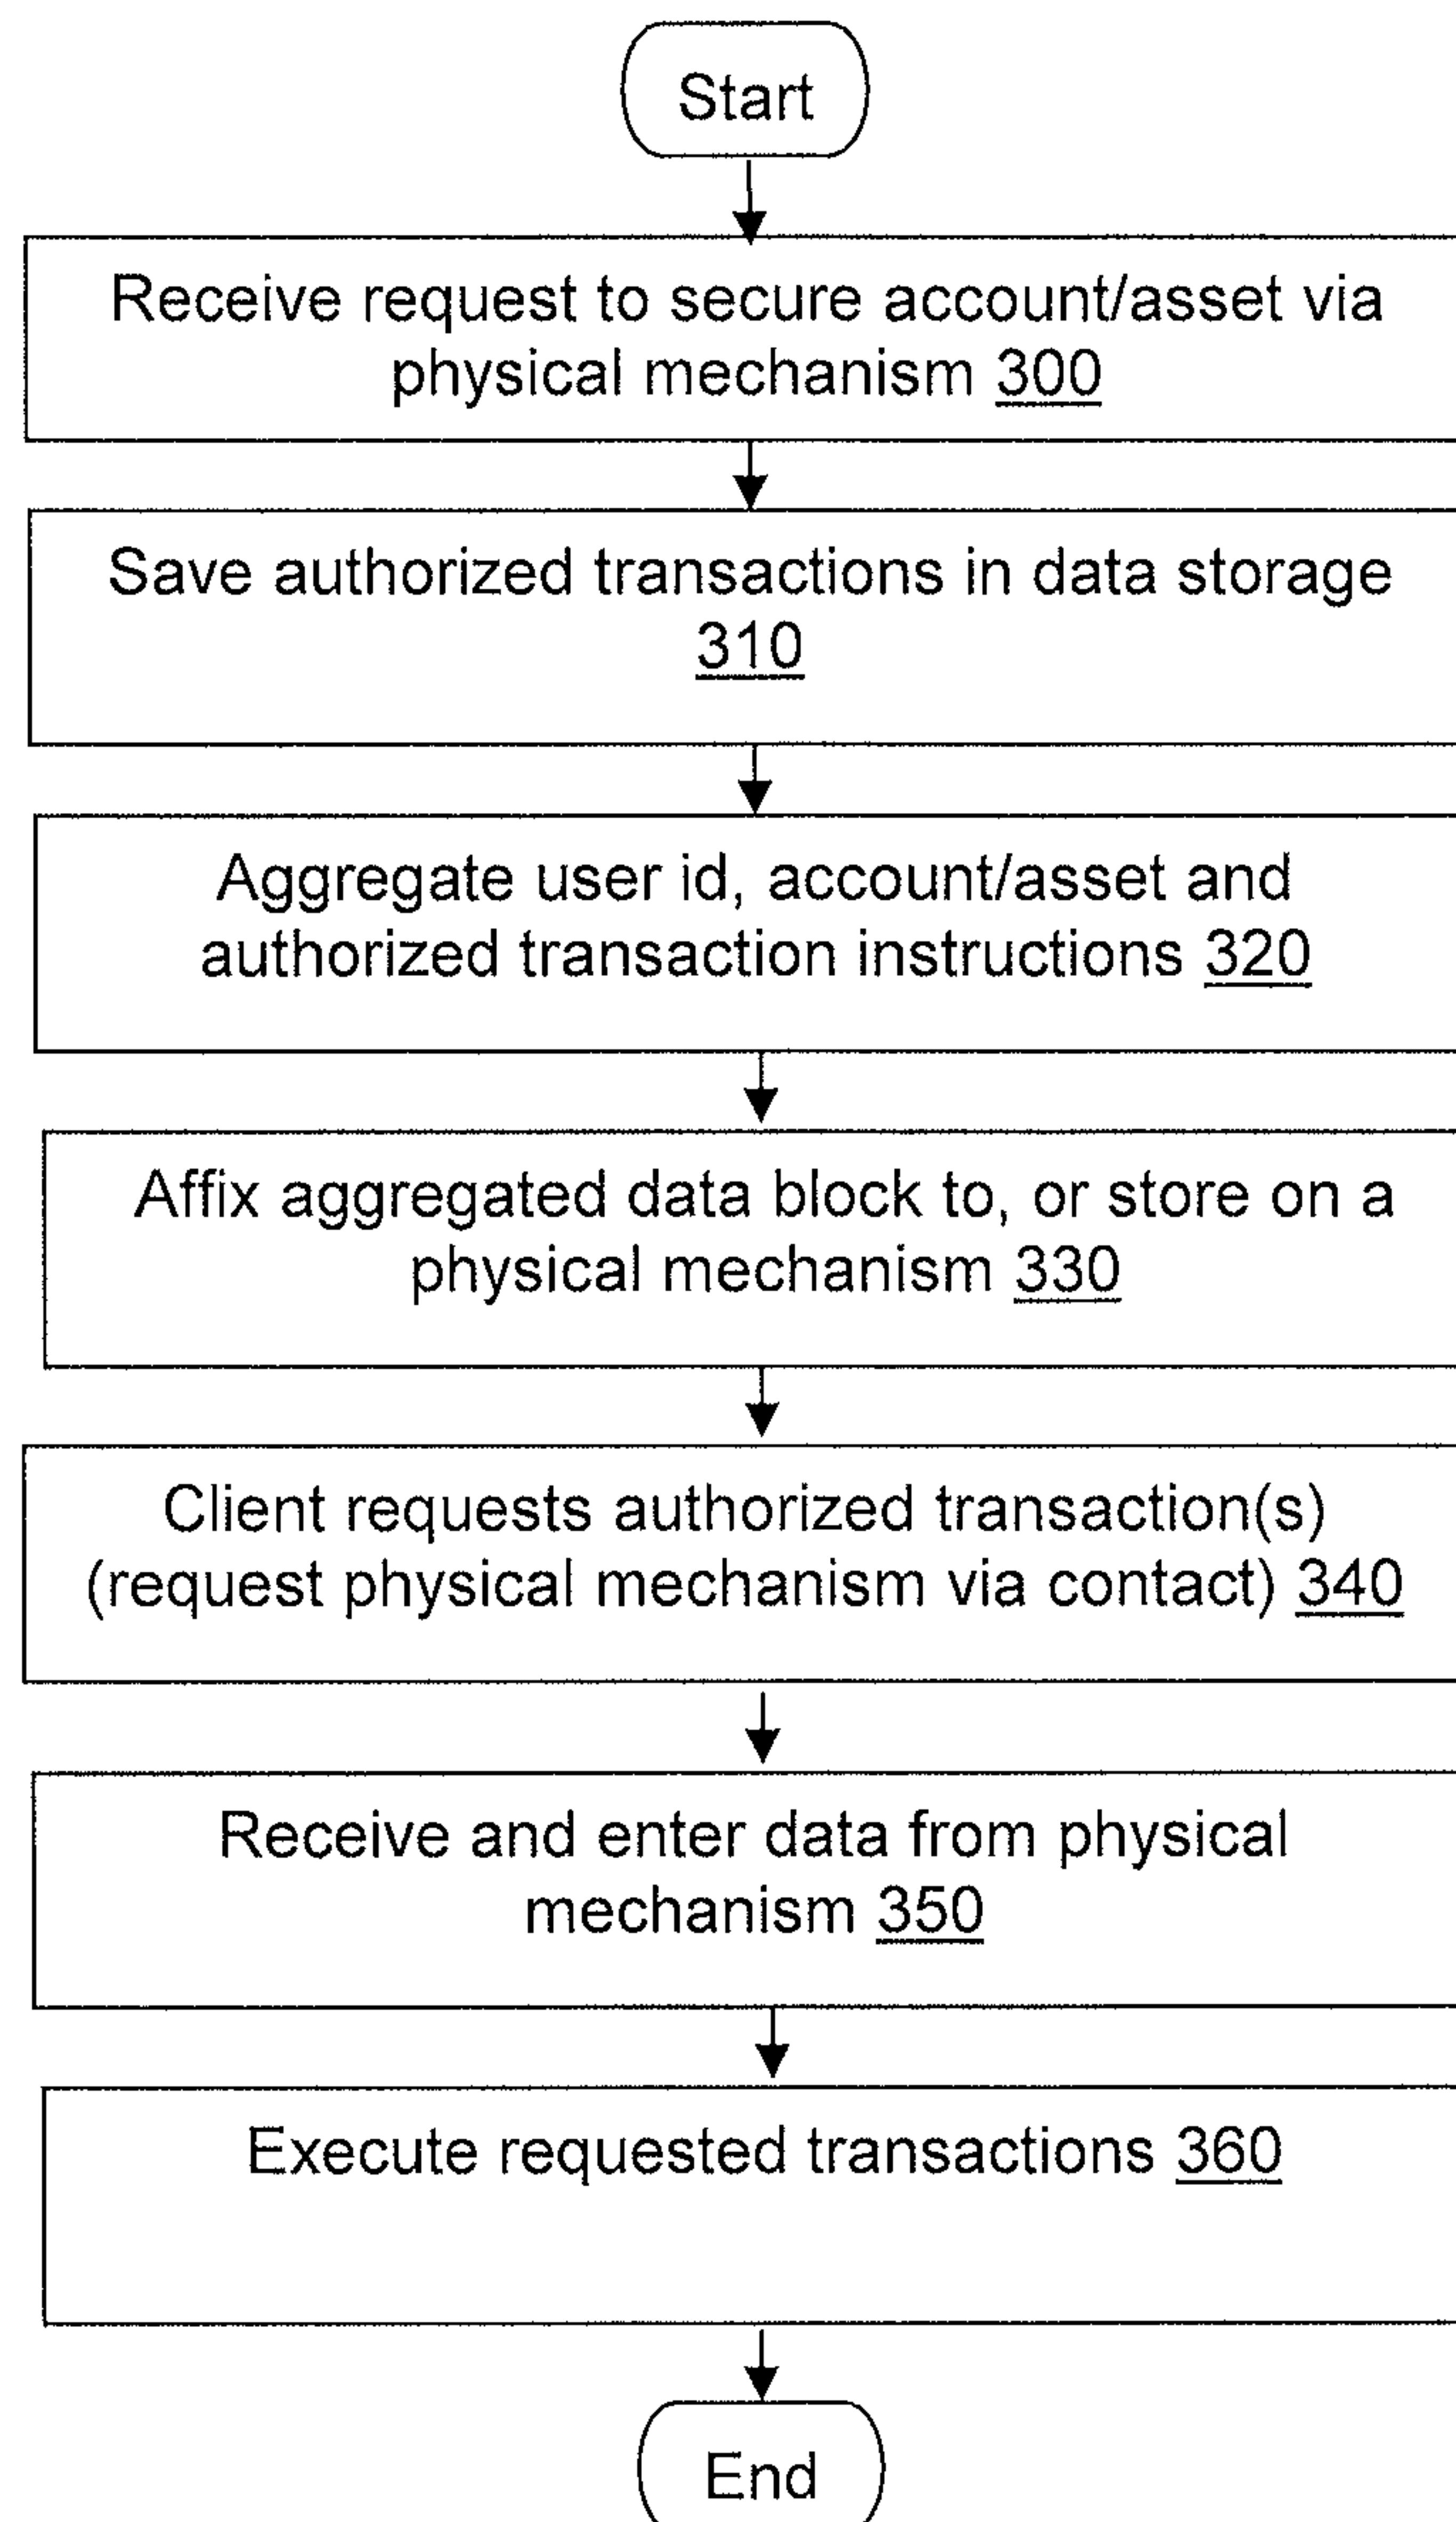 Start
Receive request to secure account/asset via
physical mechanism 300
Save authorized transactions in data storage
310
Aggregate user id, account/asset and
authorized transaction instructions 320
Affix aggregated data block to, or store on a
physical mechanism 330
Client requests authorized transaction(s)
(request physical mechanism via contact) 340
Receive and enter data from physical
mechanism 350
Execute requested transactions 360
End